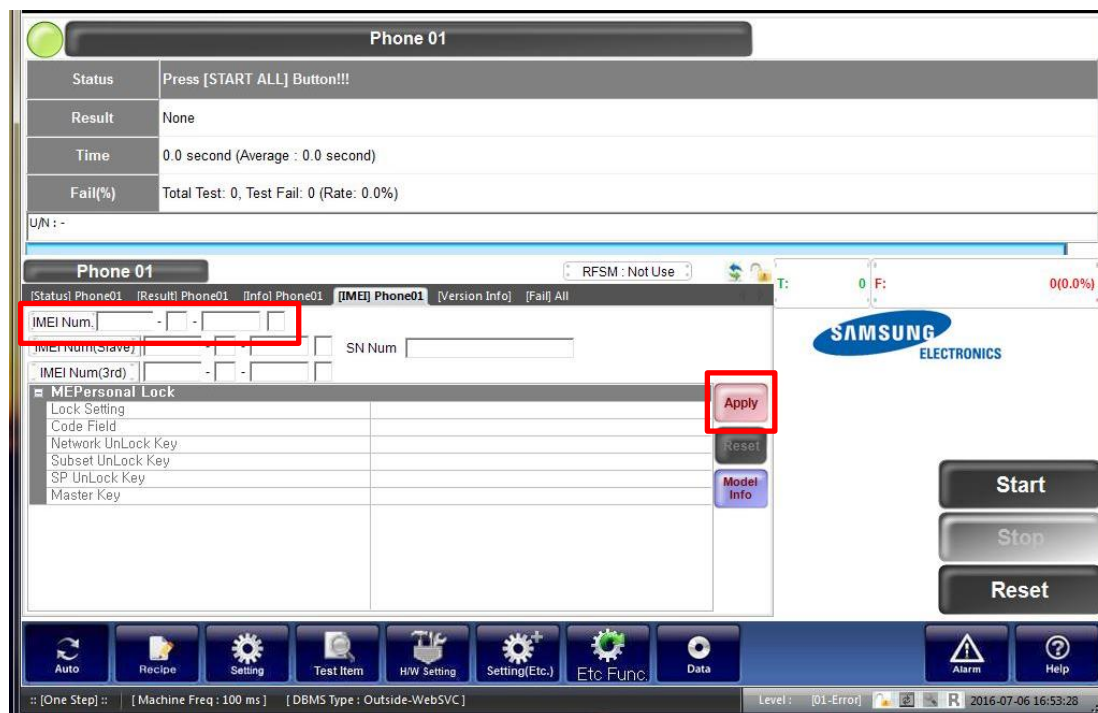 Phone 01
Status Press [START ALL] Button!!!
Result None
Time 0.0 second (Average : 0.0 second)
Fail(%) Total Test: 0, Test Fail: 0 (Rate: 0.0%)
U/N : -
Phone 01 RFSM : Not Use
T: 0 F: 0(0.0%)
[Status] Phone01 [Result] Phone01 [Info] Phone01 [IMEI] Phone01 [Version Info] [Fail] All
IMEI Num. - -
IMEI Num(Slave) - - SN Num
IMEI Num(3rd) - -
SAMSUNG
ELECTRONICS
MEPersonal Lock
Lock Setting
Code Field
Network UnLock Key
Subset UnLock Key
SP UnLock Key
Master Key
Apply
Reset
Model
Info
Start
Stop
Reset
Auto Recipe Setting Test Item H/W Setting Setting(Etc.) Etc Func. Data Alarm Help
:: [One Step] :: [ Machine Freq : 100 ms ] [ DBMS Type : Outside-WebSVC ] Level : [01-Error] R 2016-07-06 16:53:28